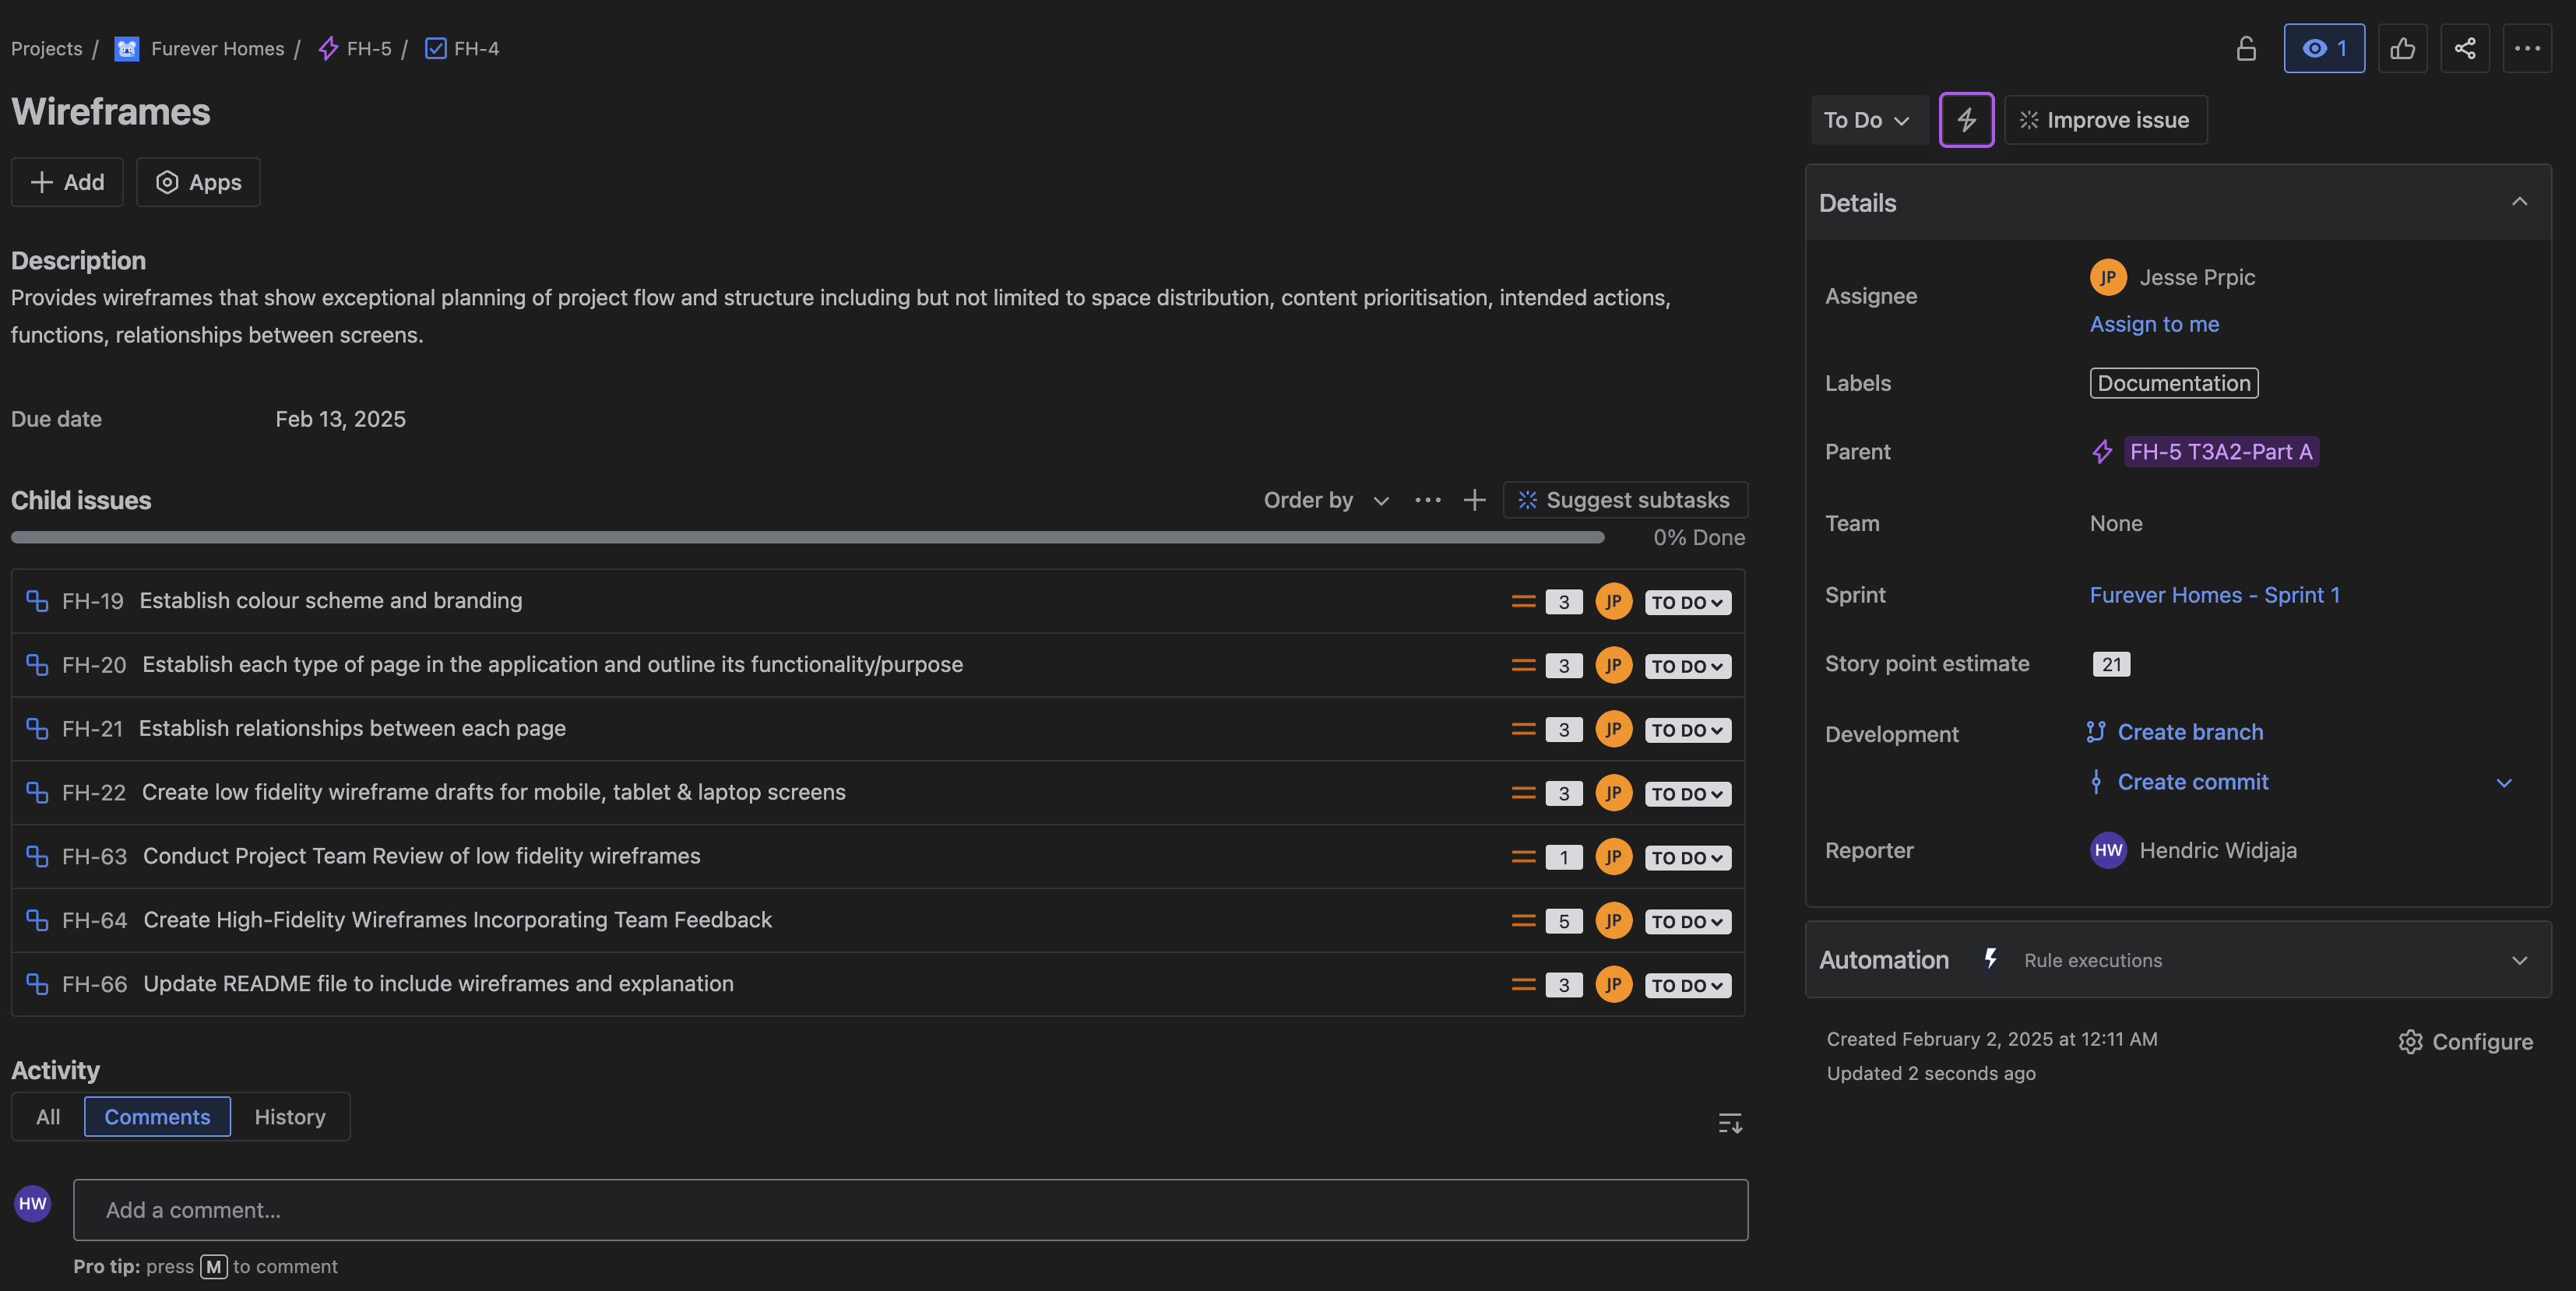 Projects / Furever Homes / FH-5 / FH-4
1
Wireframes
To Do
Improve issue
Add
Apps
Description
Provides wireframes that show exceptional planning of project flow and structure including but not limited to space distribution, content prioritisation, intended actions,
functions, relationships between screens.
Due date Feb 13, 2025
Child issues
Order by
Suggest subtasks
0% Done
FH-19 Establish colour scheme and branding 3 JP TO DO
FH-20 Establish each type of page in the application and outline its functionality/purpose 3 JP TO DO
FH-21 Establish relationships between each page 3 JP TO DO
FH-22 Create low fidelity wireframe drafts for mobile, tablet & laptop screens 3 JP TO DO
FH-63 Conduct Project Team Review of low fidelity wireframes 1 JP TO DO
FH-64 Create High-Fidelity Wireframes Incorporating Team Feedback 5 JP TO DO
FH-66 Update README file to include wireframes and explanation 3 JP TO DO
Activity
All Comments History
HW
Add a comment...
Pro tip: press M to comment
Details
Assignee JP Jesse Prpic
Assign to me
Labels Documentation
Parent FH-5 T3A2-Part A
Team None
Sprint Furever Homes - Sprint 1
Story point estimate 21
Development Create branch
Create commit
Reporter HW Hendric Widjaja
Automation Rule executions
Created February 2, 2025 at 12:11 AM
Configure
Updated 2 seconds ago